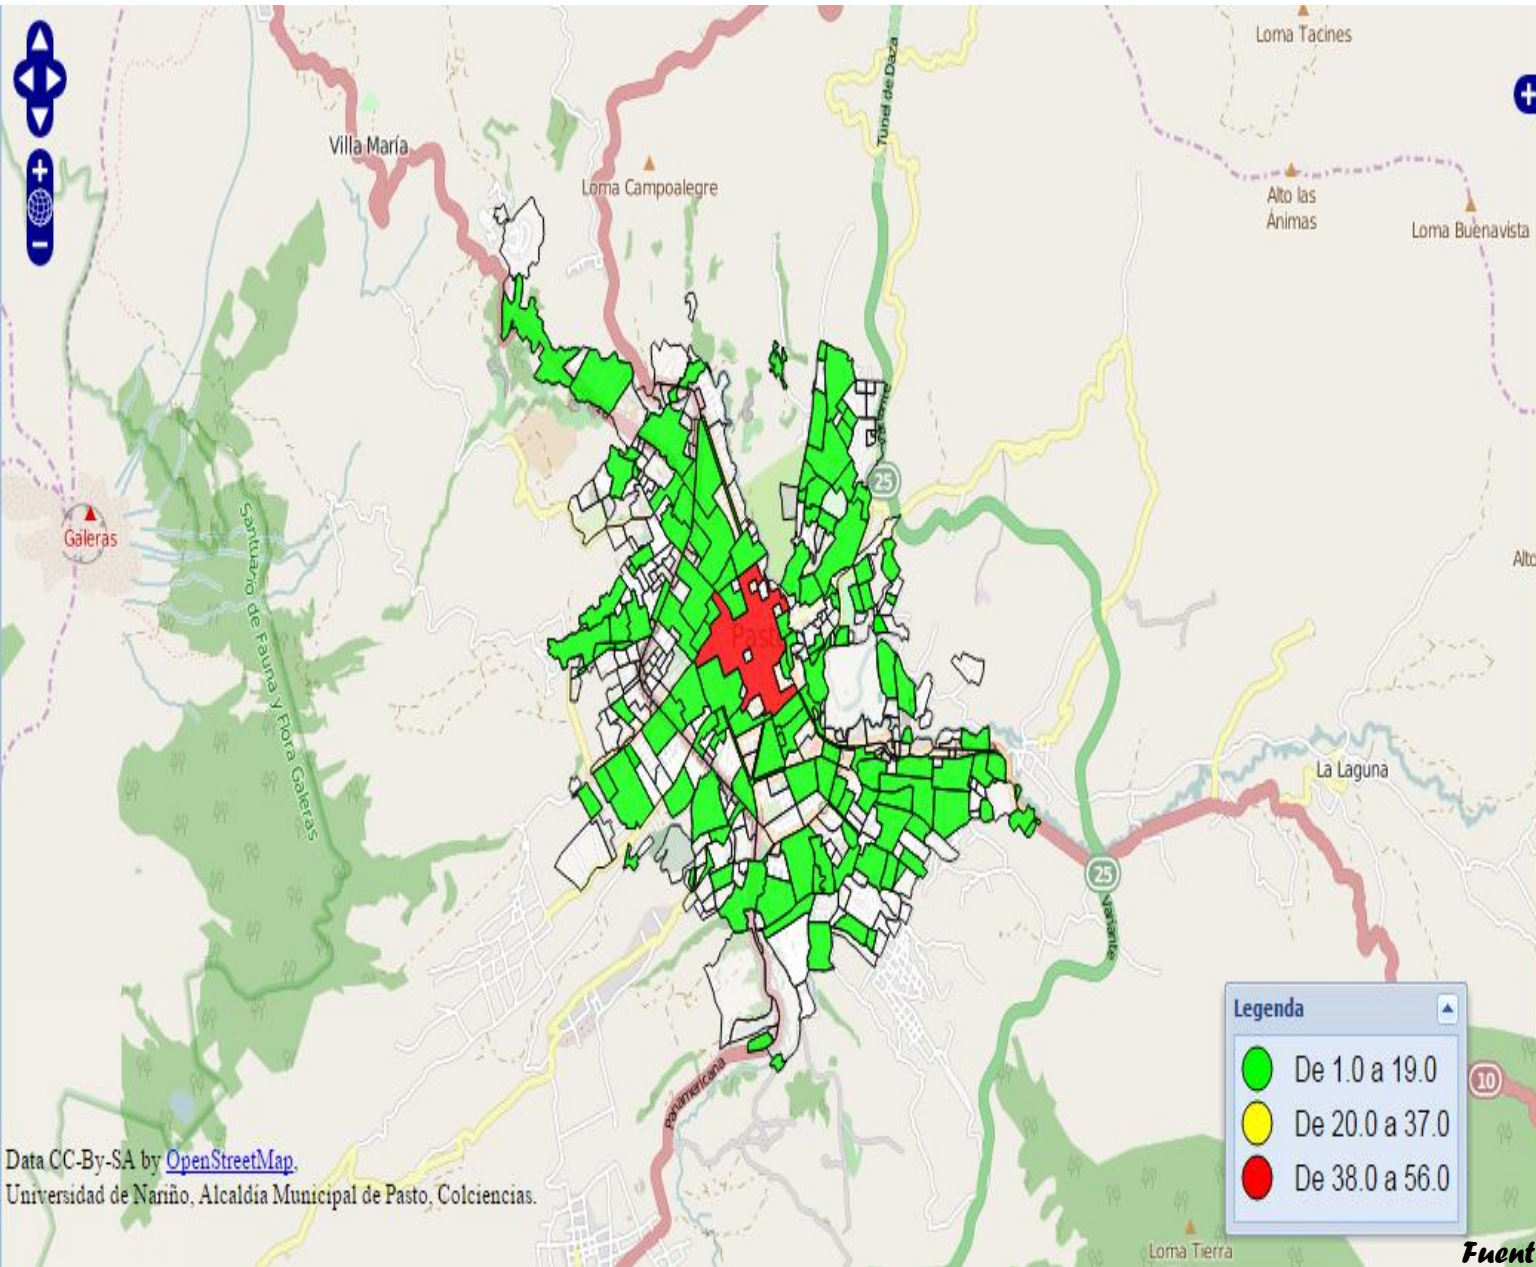 Loma Tacines
Túnel de Daza
Villa María
Loma Campoalegre
Alto las
Ánimas
Loma Buenavista
25
Galeras
Santuario de Fauna y Flora Galeras
Alto
Pasto
La Laguna
25
Variante
Panamericana
Legenda
De 1.0 a 19.0
De 20.0 a 37.0
De 38.0 a 56.0
10
Data CC-By-SA by OpenStreetMap,
Universidad de Nariño, Alcaldía Municipal de Pasto, Colciencias.
Loma Tierra
Fuent